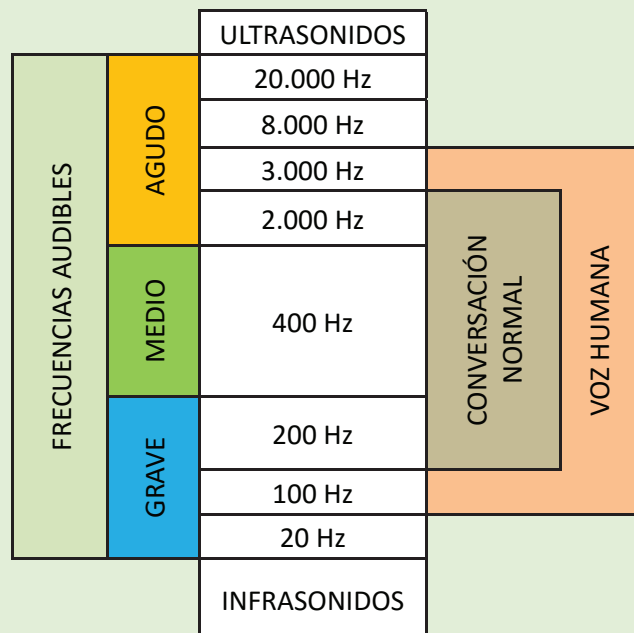 ULTRASONIDOS
20.000 Hz
8.000 Hz
3.000 Hz
2.000 Hz
400 Hz
200 Hz
100 Hz
20 Hz
INFRASONIDOS
FRECUENCIAS AUDIBLES
AGUDO
MEDIO
GRAVE
CONVERSACIÓN
NORMAL
VOZ HUMANA